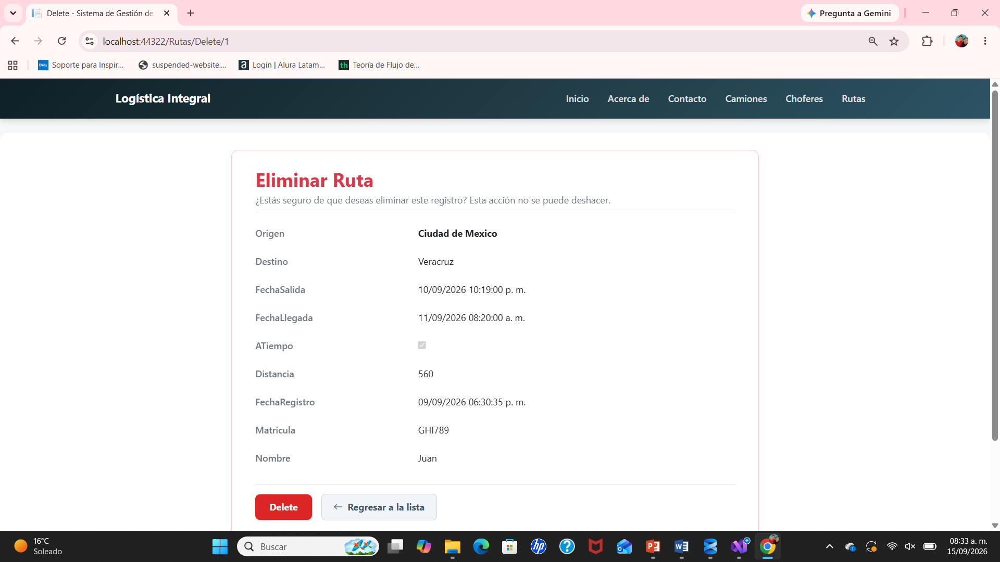 Delete - Sistema de Gestión de
Pregunta a Gemini
localhost:44322/Rutas/Delete/1
Soporte para Inspir...
suspended-website....
Login | Alura Latam...
Teoría de Flujo de...
Logística Integral
Inicio
Acerca de
Contacto
Camiones
Choferes
Rutas
Eliminar Ruta
¿Estás seguro de que deseas eliminar este registro? Esta acción no se puede deshacer.
Origen Ciudad de Mexico
Destino Veracruz
FechaSalida 10/09/2026 10:19:00 p. m.
FechaLlegada 11/09/2026 08:20:00 a. m.
ATiempo
Distancia 560
FechaRegistro 09/09/2026 06:30:35 p. m.
Matricula GHI789
Nombre Juan
Delete
← Regresar a la lista
16°C
Soleado
Buscar
08:33 a. m.
15/09/2026